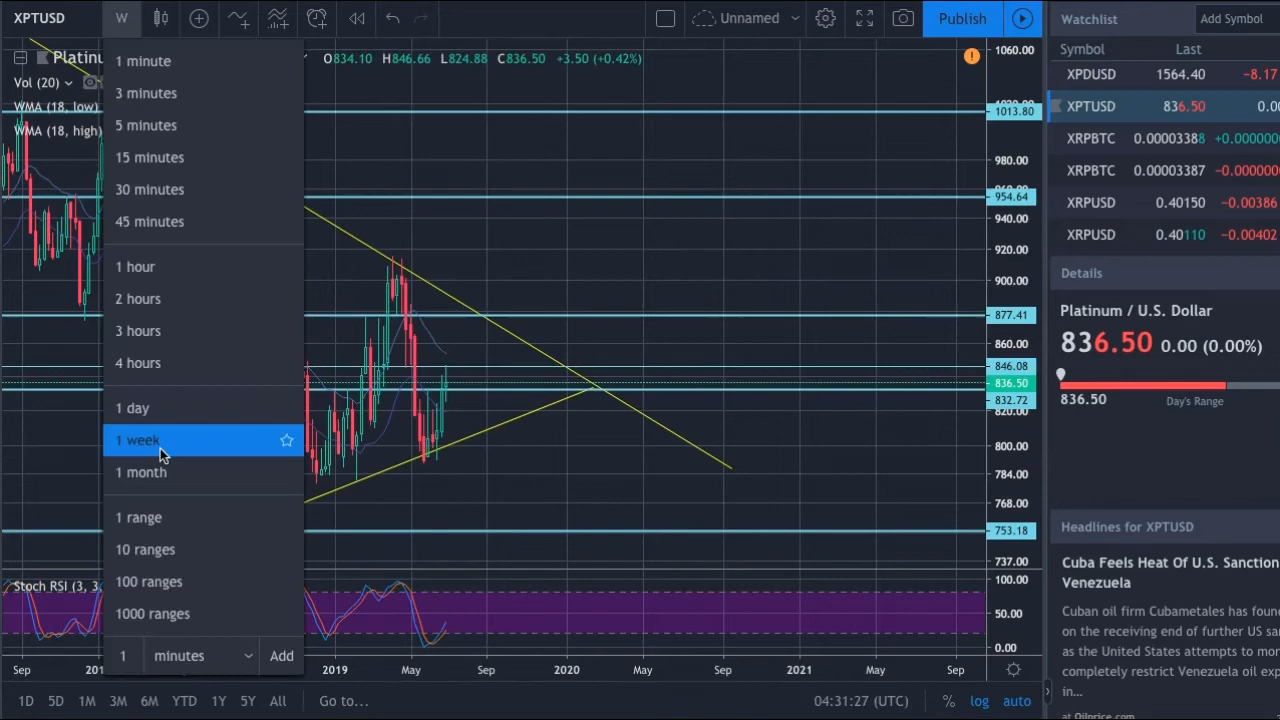 XPTUSD
W
Unnamed
Publish
Platinu
O834.10 H846.66 L824.88 C836.50 +3.50 (+0.42%)
Vol (20)
WMA (18, low)
WMA (18, high)
1 minute
3 minutes
5 minutes
15 minutes
30 minutes
45 minutes
1 hour
2 hours
3 hours
4 hours
1 day
1 week
1 month
1 range
10 ranges
100 ranges
1000 ranges
1 minutes Add
1060.00
1013.80
980.00
954.64
940.00
920.00
900.00
877.41
860.00
846.08
836.50
832.72
820.00
800.00
784.00
768.00
753.18
737.00
Stoch RSI (3, 3
100.00
50.00
0.00
Sep 201 2019 May Sep 2020 May Sep 2021 May Sep
1D 5D 1M 3M 6M YTD 1Y 5Y All Go to...
04:31:27 (UTC) % log auto
Watchlist Add Symbol
Symbol Last
XPDUSD 1564.40 −8.17
XPTUSD 836.50 0.00
XRPBTC 0.00003388 +0.0000000
XRPBTC 0.00003387 −0.0000000
XRPUSD 0.40150 −0.00386
XRPUSD 0.40110 −0.00402
Details
Platinum / U.S. Dollar
836.50 0.00 (0.00%)
836.50 Day's Range
Headlines for XPTUSD
Cuba Feels Heat Of U.S. Sanction
Venezuela
Cuban oil firm Cubametales has foun
on the receiving end of further US sa
as the United States attempts to mor
completely restrict Venezuela oil exp
in...
at Oilprice.com